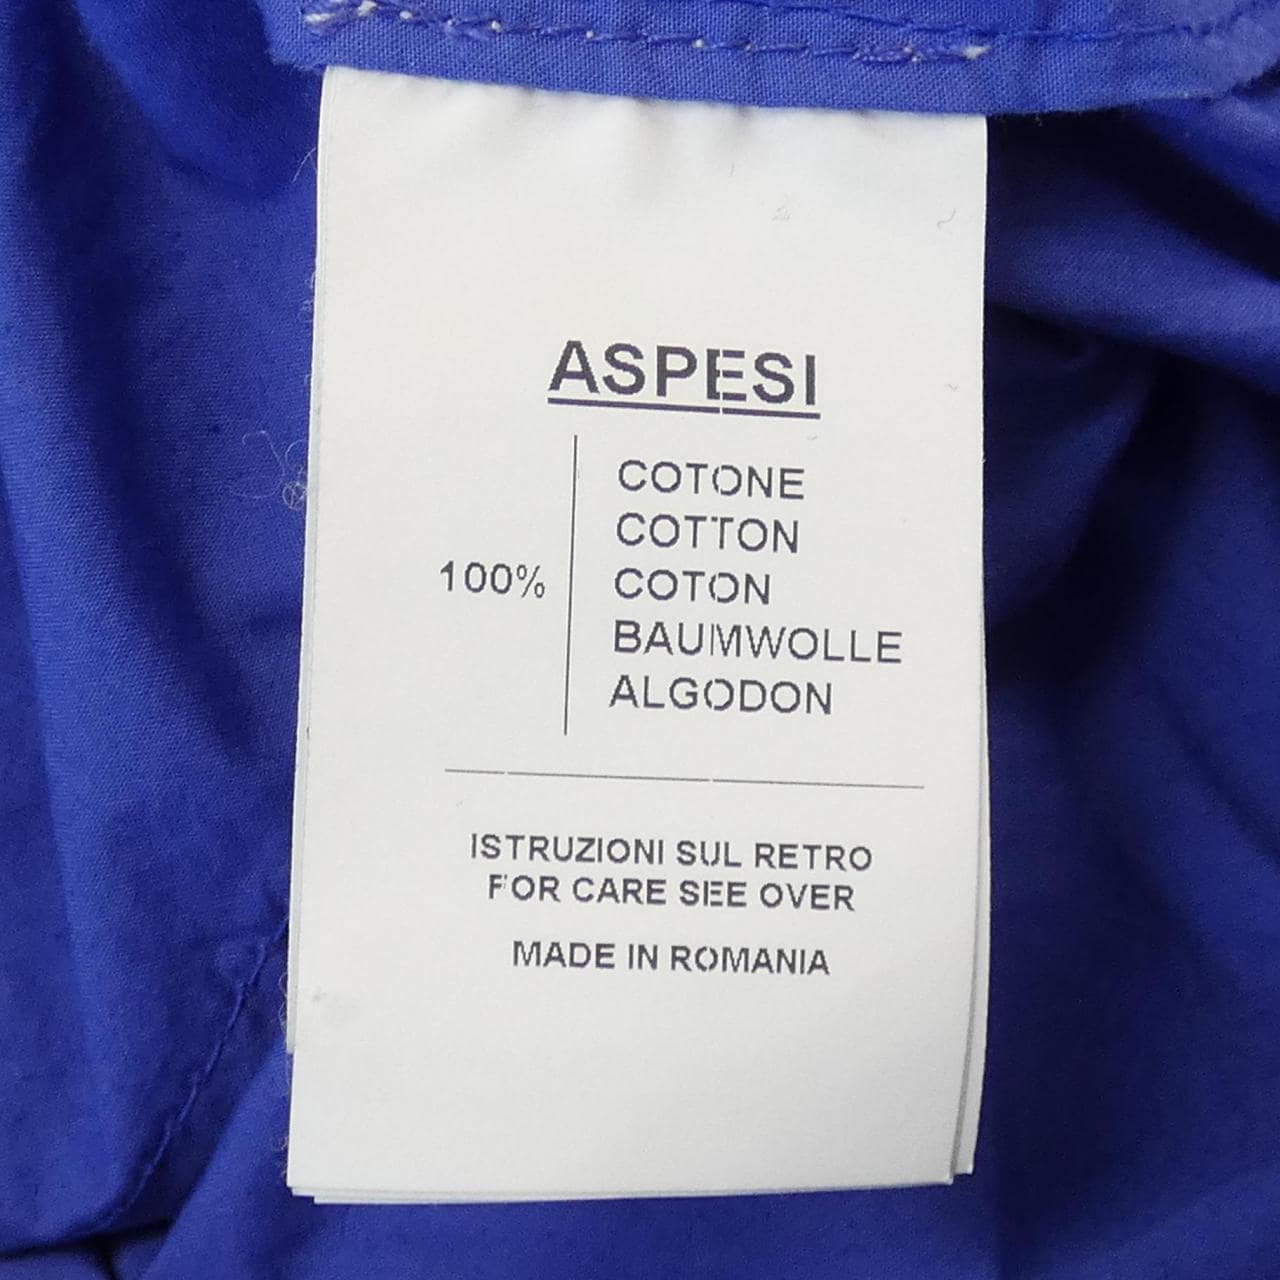 ASPESI
100%
COTONE
COTTON
COTON
BAUMWOLLE
ALGODON
ISTRUZIONI SUL RETRO
FOR CARE SEE OVER
MADE IN ROMANIA